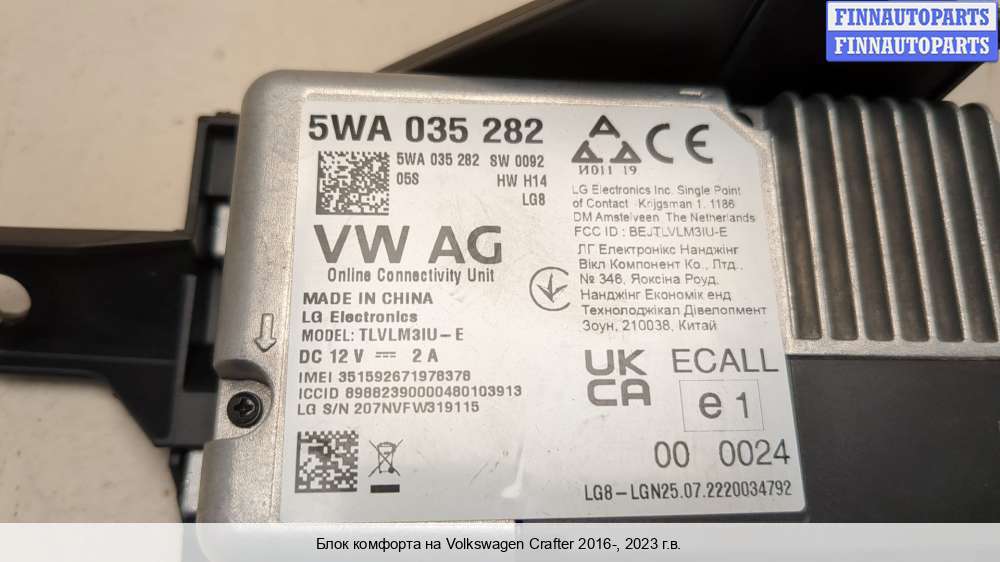 FINNAUTOPARTS
FINNAUTOPARTS
5WA 035 282
5WA 035 282 SW 0092
05S HW H14
LG8
VW AG
Online Connectivity Unit
MADE IN CHINA
LG Electronics
MODEL: TLVLM3IU-E
DC 12 V 2 A
IMEI 351592671978378
ICCID 89882390000480103913
LG S/N 207NVFW319115
CE
И011 19
LG Electronics Inc. Single Point
of Contact Krijgsman 1, 1186
DM Amstelveen The Netherlands
FCC ID : BEJTLVLM3IU-E
ЛГ Електронікс Нанджінг
Вікл Компонент Ко., Лтд.,
№ 346, Яоксіна Роуд,
Нанджінг Економік енд
Технолоджікал Дівелопмент
Зоун, 210038, Китай
UK
CA
ECALL
e 1
00 0024
LG8-LGN25.07.2220034792
Блок комфорта на Volkswagen Crafter 2016-, 2023 г.в.